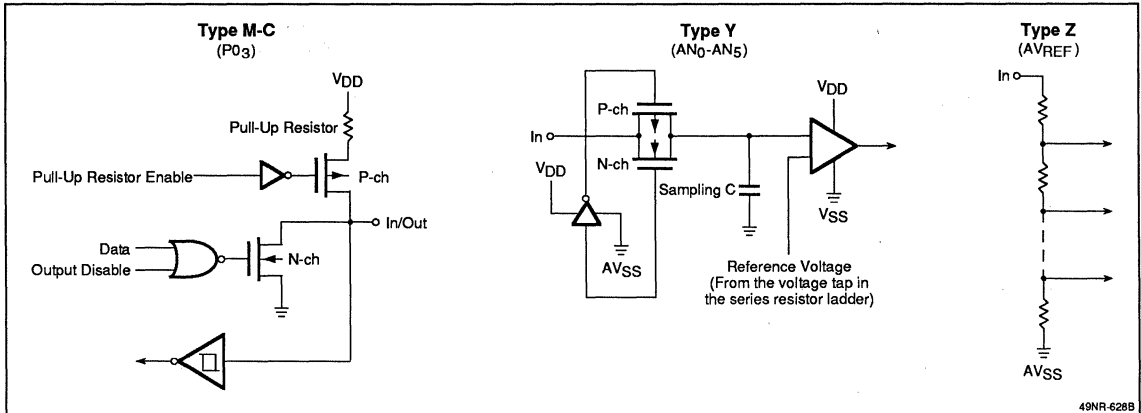 Type M-C
(P03)
VDD
Pull-Up Resistor
Pull-Up Resistor Enable
P-ch
In/Out
Data
Output Disable
N-ch
Type Y
(AN0-AN5)
P-ch
In
N-ch
VDD
AVSS
Sampling C
VDD
VSS
Reference Voltage
(From the voltage tap in
the series resistor ladder)
Type Z
(AVREF)
In
AVSS
49NR-628B